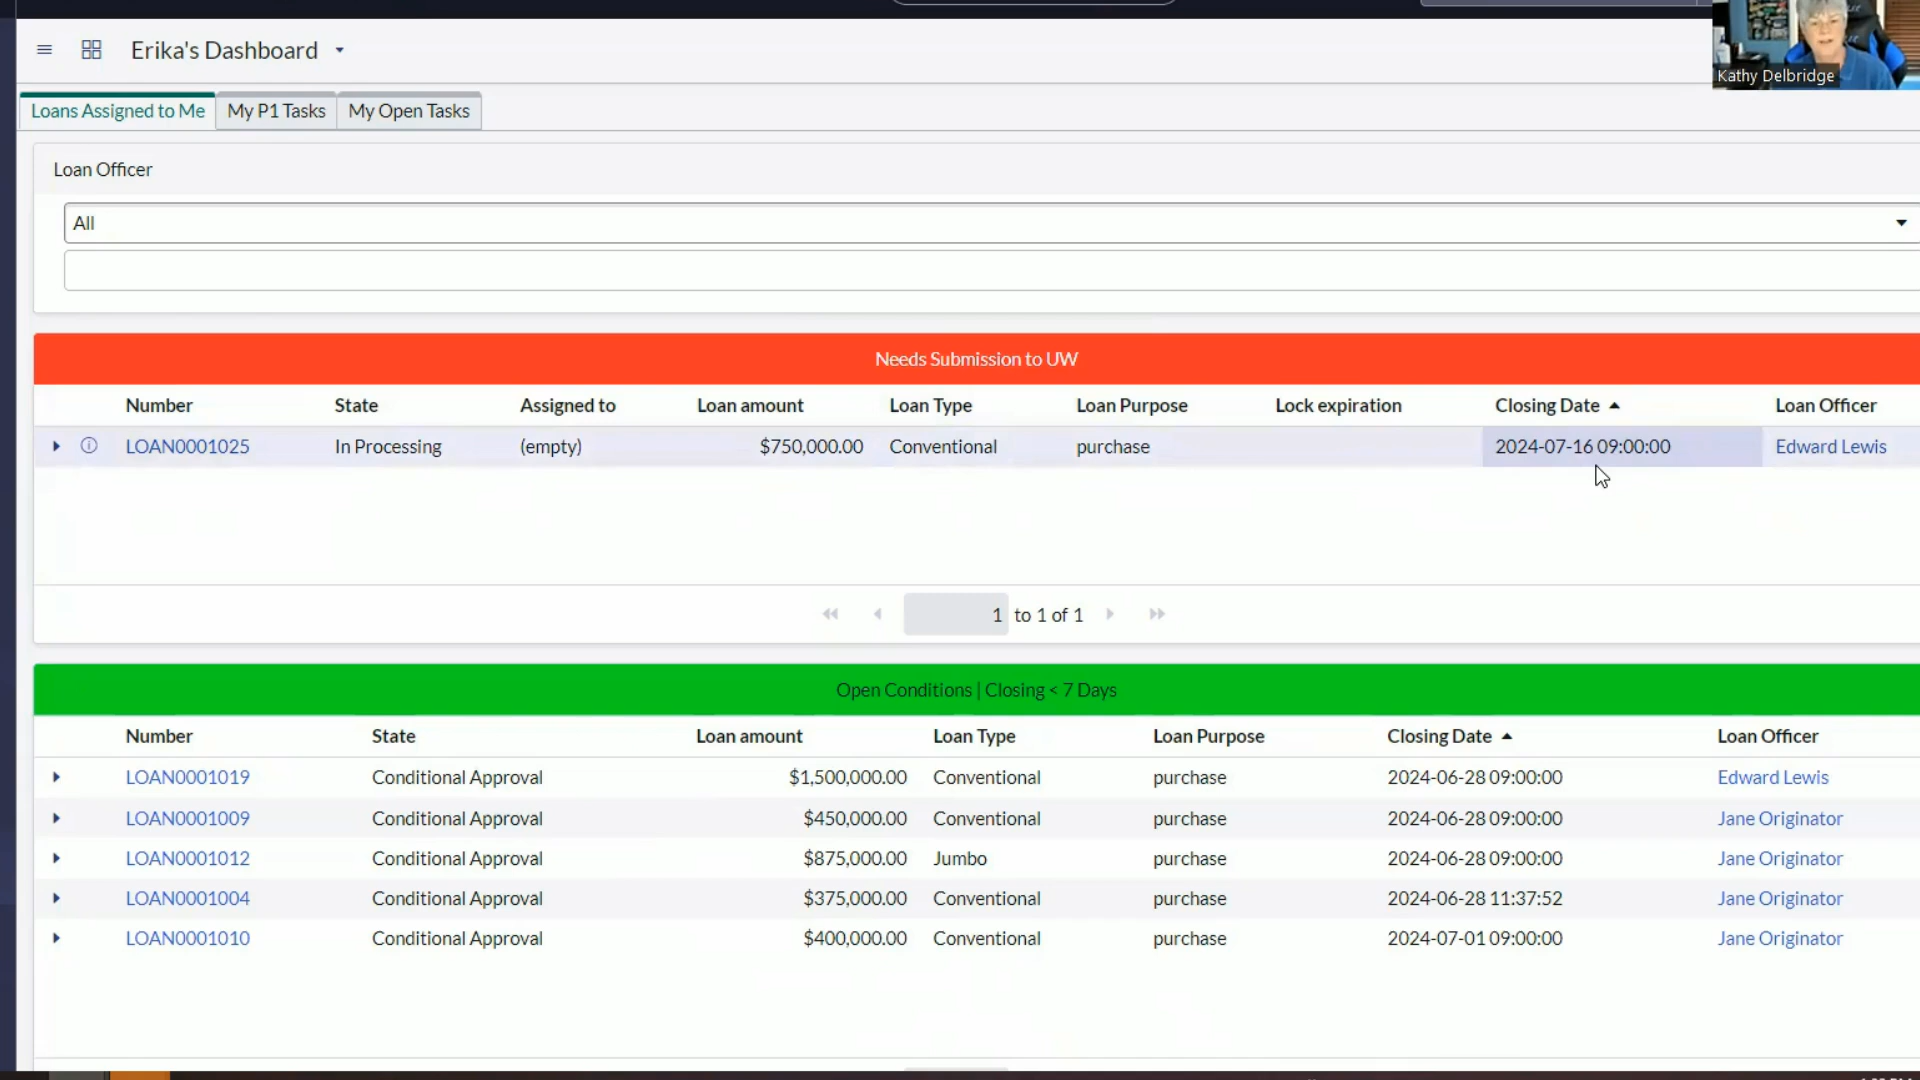 Erika's Dashboard
Kathy Delbridge
Loans Assigned to Me My P1 Tasks My Open Tasks
Loan Officer
All
Needs Submission to UW
Number State Assigned to Loan amount Loan Type Loan Purpose Lock expiration Closing Date Loan Officer
LOAN0001025 In Processing (empty) $750,000.00 Conventional purchase 2024-07-16 09:00:00 Edward Lewis
1 to 1 of 1
Open Conditions | Closing < 7 Days
Number State Loan amount Loan Type Loan Purpose Closing Date Loan Officer
LOAN0001019 Conditional Approval $1,500,000.00 Conventional purchase 2024-06-28 09:00:00 Edward Lewis
LOAN0001009 Conditional Approval $450,000.00 Conventional purchase 2024-06-28 09:00:00 Jane Originator
LOAN0001012 Conditional Approval $875,000.00 Jumbo purchase 2024-06-28 09:00:00 Jane Originator
LOAN0001004 Conditional Approval $375,000.00 Conventional purchase 2024-06-28 11:37:52 Jane Originator
LOAN0001010 Conditional Approval $400,000.00 Conventional purchase 2024-07-01 09:00:00 Jane Originator